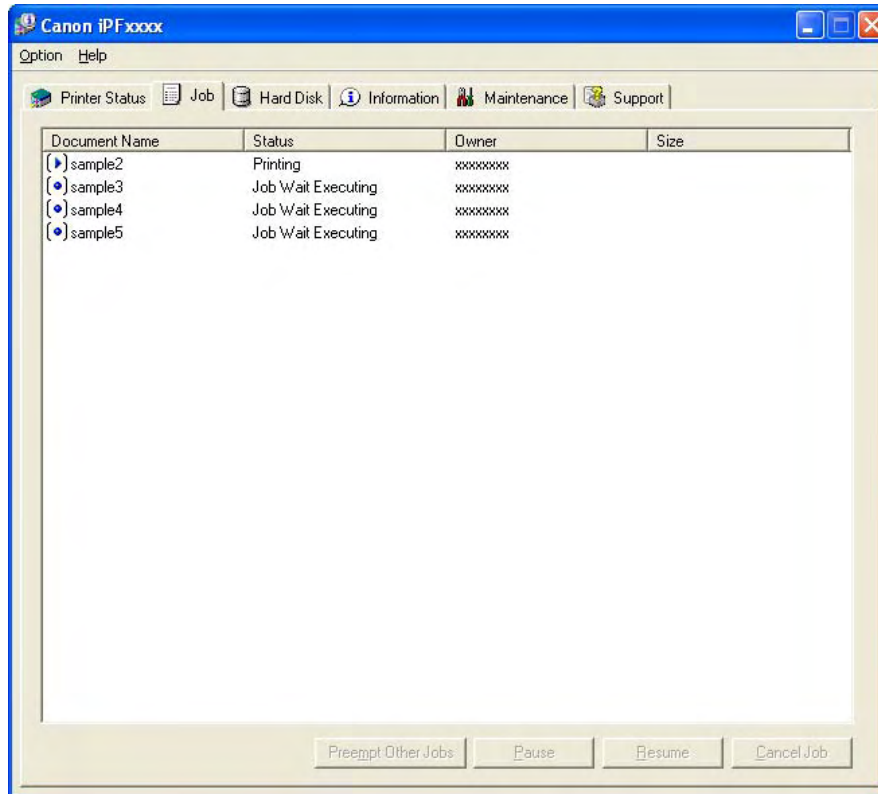 Canon iPFxxxx
Option Help
Printer Status Job Hard Disk Information Maintenance Support
Document Name Status Owner Size
sample2 Printing xxxxxxxx
sample3 Job Wait Executing xxxxxxxx
sample4 Job Wait Executing xxxxxxxx
sample5 Job Wait Executing xxxxxxxx
Preempt Other Jobs Pause Resume Cancel Job